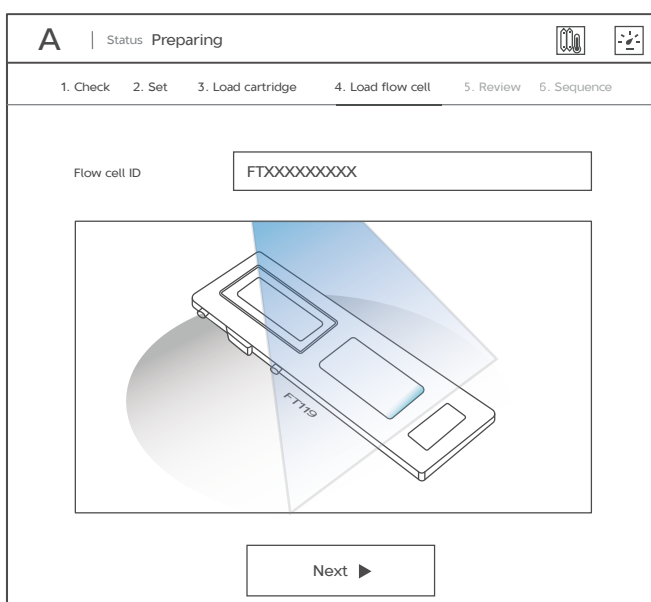 A | Status Preparing
1. Check 2. Set 3. Load cartridge 4. Load flow cell 5. Review 6. Sequence
Flow cell ID FTXXXXXXXXX
FT119
Next